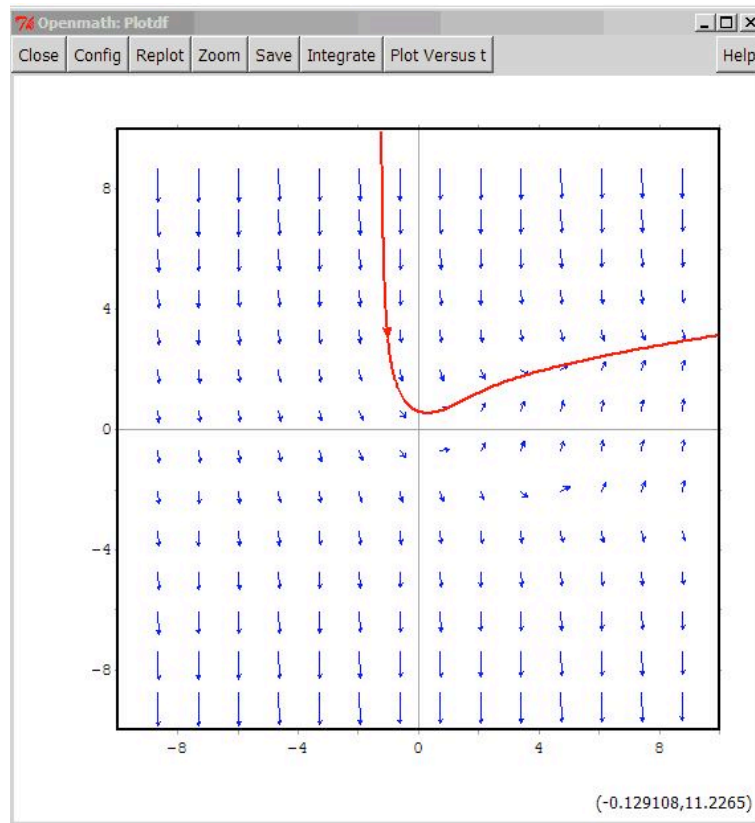 7k Openmath: Plotdf
Close Config Replot Zoom Save Integrate Plot Versus t Help
8
4
0
-4
-8
-8 -4 0 4 8
(-0.129108,11.2265)